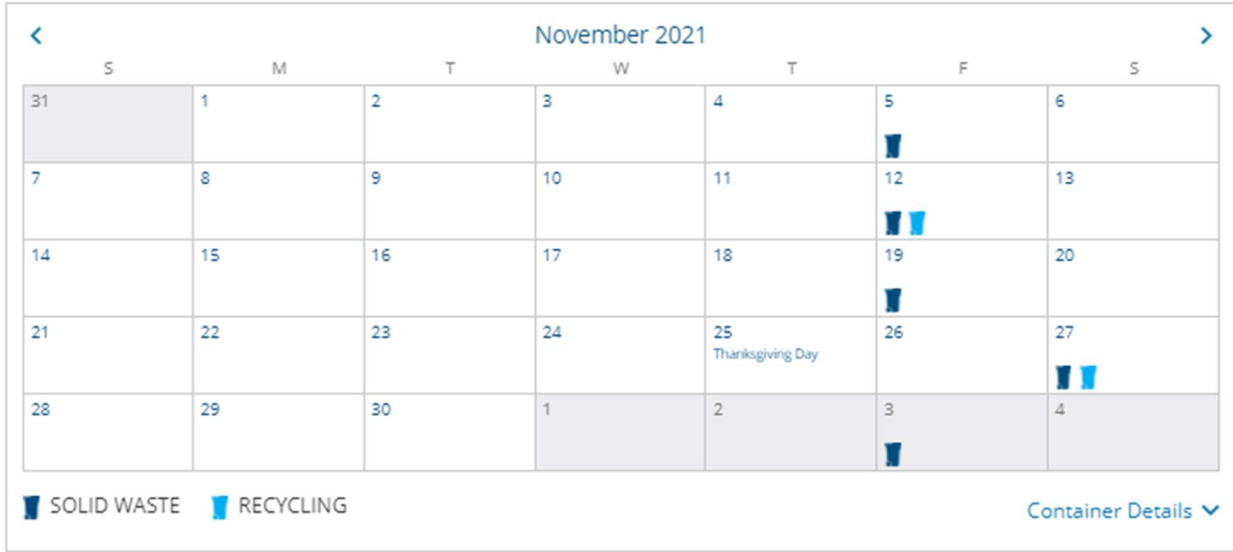 November 2021
S M T W T F S
31 1 2 3 4 5 6
7 8 9 10 11 12 13
14 15 16 17 18 19 20
21 22 23 24 25 26 27
Thanksgiving Day
28 29 30 1 2 3 4
SOLID WASTE RECYCLING
Container Details